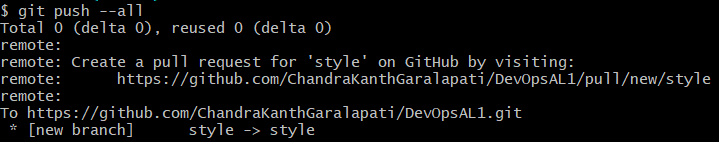 $ git push --all
Total 0 (delta 0), reused 0 (delta 0)
remote:
remote: Create a pull request for 'style' on GitHub by visiting:
remote:      https://github.com/ChandraKanthGaralapati/DevOpsAL1/pull/new/style
remote:
To https://github.com/ChandraKanthGaralapati/DevOpsAL1.git
 * [new branch]      style -> style